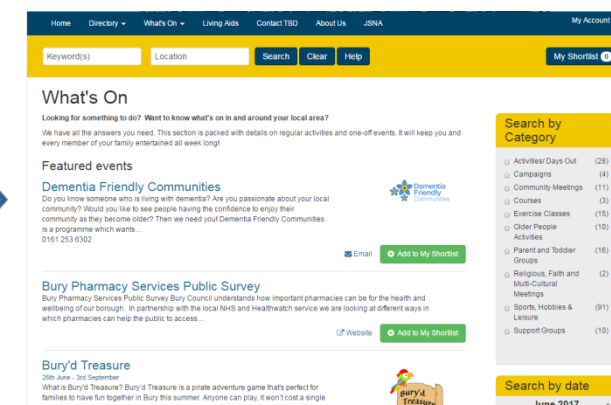 Home Directory What's On Living Aids Contact TBD About Us JSNA My Account
Keyword(s) Location Search Clear Help My Shortlist 0
What's On
Looking for something to do? Want to know what's on in and around your local area?
We have all the answers you need. This section is packed with details on regular activities and one-off events. It will keep you and
every member of your family entertained all week long!
Featured events
Dementia Friendly Communities
Do you know someone who is living with dementia? Are you passionate about your local
community? Would you like to see people having the confidence to enjoy their
community as they become older? Then we need you! Dementia Friendly Communities
is a programme which wants...
0161 253 6302
Dementia
Friendly
Communities
Email Add to My Shortlist
Bury Pharmacy Services Public Survey
Bury Pharmacy Services Public Survey Bury Council understands how important pharmacies can be for the health and
wellbeing of our borough. In partnership with the local NHS and Healthwatch service we are looking at different ways in
which pharmacies can help the public to access...
Website Add to My Shortlist
Bury'd Treasure
26th June - 3rd September
What is Bury'd Treasure? Bury'd Treasure is a pirate adventure game that's perfect for
families to have fun together in Bury this summer. Anyone can play, it won't cost a single
Bury'd
Treasure
Search by
Category
Activities/ Days Out (28)
Campaigns (4)
Community Meetings (11)
Courses (3)
Exercise Classes (15)
Older People (10)
Activities
Parent and Toddler (16)
Groups
Religious, Faith and (2)
Multi-Cultural
Meetings
Sports, Hobbies & (91)
Leisure
Support Groups (10)
Search by date
June 2017